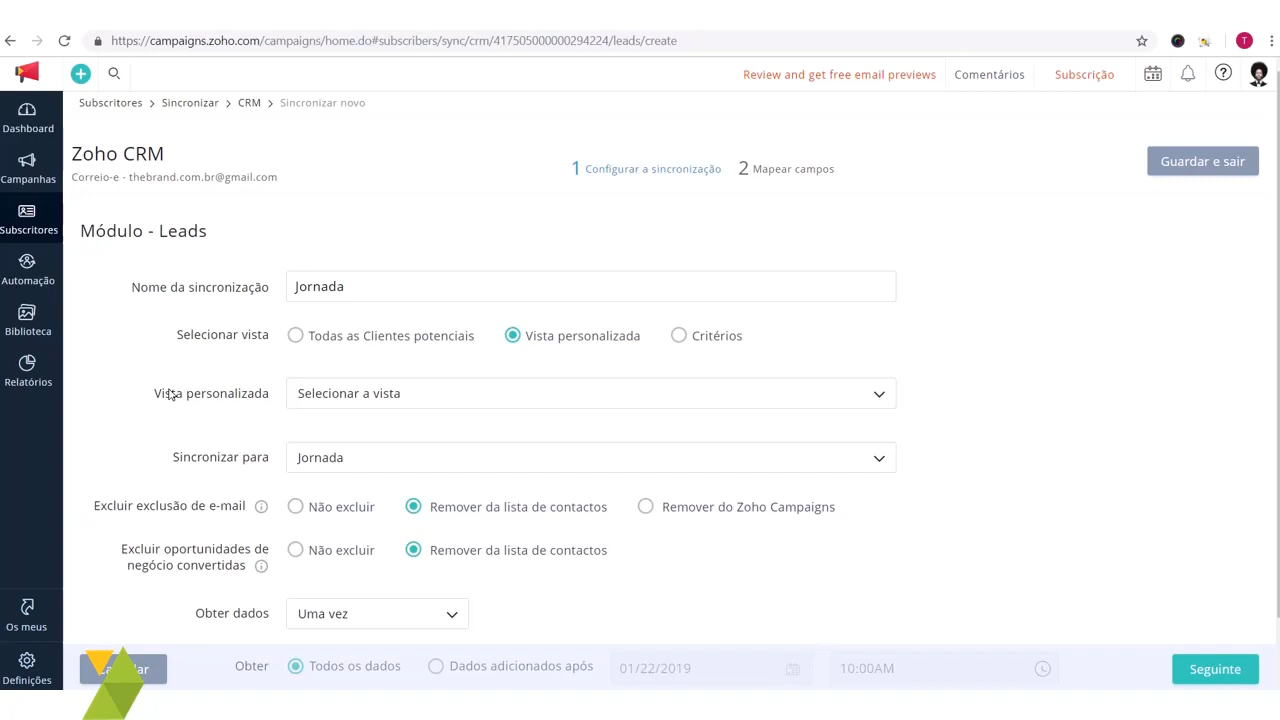 https://campaigns.zoho.com/campaigns/home.do#subscribers/sync/crm/417505000000294224/leads/create
T
Review and get free email previews
Comentários
Subscrição
Subscritores > Sincronizar > CRM > Sincronizar novo
Dashboard
Campanhas
Subscritores
Automação
Biblioteca
Relatórios
Os meus
Definições
Zoho CRM
Correio-e - thebrand.com.br@gmail.com
1 Configurar a sincronização
2 Mapear campos
Guardar e sair
Módulo - Leads
Nome da sincronização
Jornada
Selecionar vista
Todas as Clientes potenciais
Vista personalizada
Critérios
Vista personalizada
Selecionar a vista
Sincronizar para
Jornada
Excluir exclusão de e-mail
Não excluir
Remover da lista de contactos
Remover do Zoho Campaigns
Excluir oportunidades de
negócio convertidas
Não excluir
Remover da lista de contactos
Obter dados
Uma vez
Obter
Todos os dados
Dados adicionados após
01/22/2019
10:00AM
Seguinte